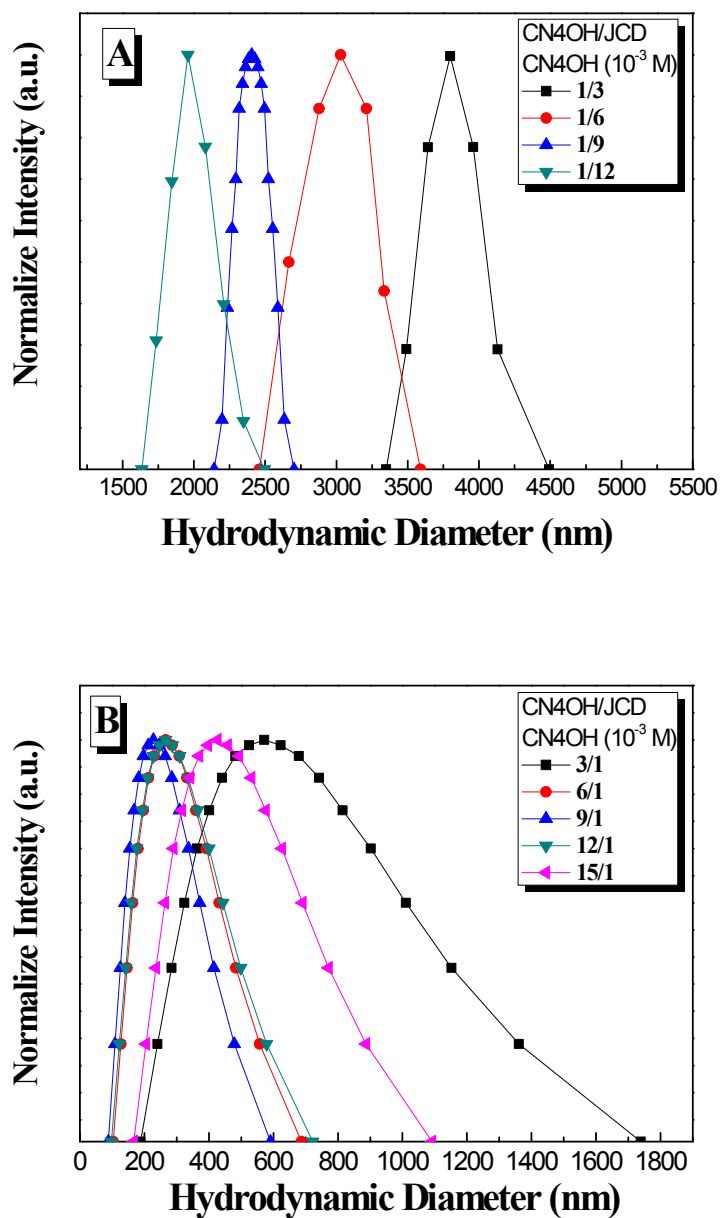 A
CN4OH/JCD
CN4OH (10⁻³ M)
1/3
1/6
1/9
1/12
Normalize Intensity (a.u.)
1500 2000 2500 3000 3500 4000 4500 5000 5500
Hydrodynamic Diameter (nm)
B
CN4OH/JCD
CN4OH (10⁻³ M)
3/1
6/1
9/1
12/1
15/1
Normalize Intensity (a.u.)
0 200 400 600 800 1000 1200 1400 1600 1800
Hydrodynamic Diameter (nm)